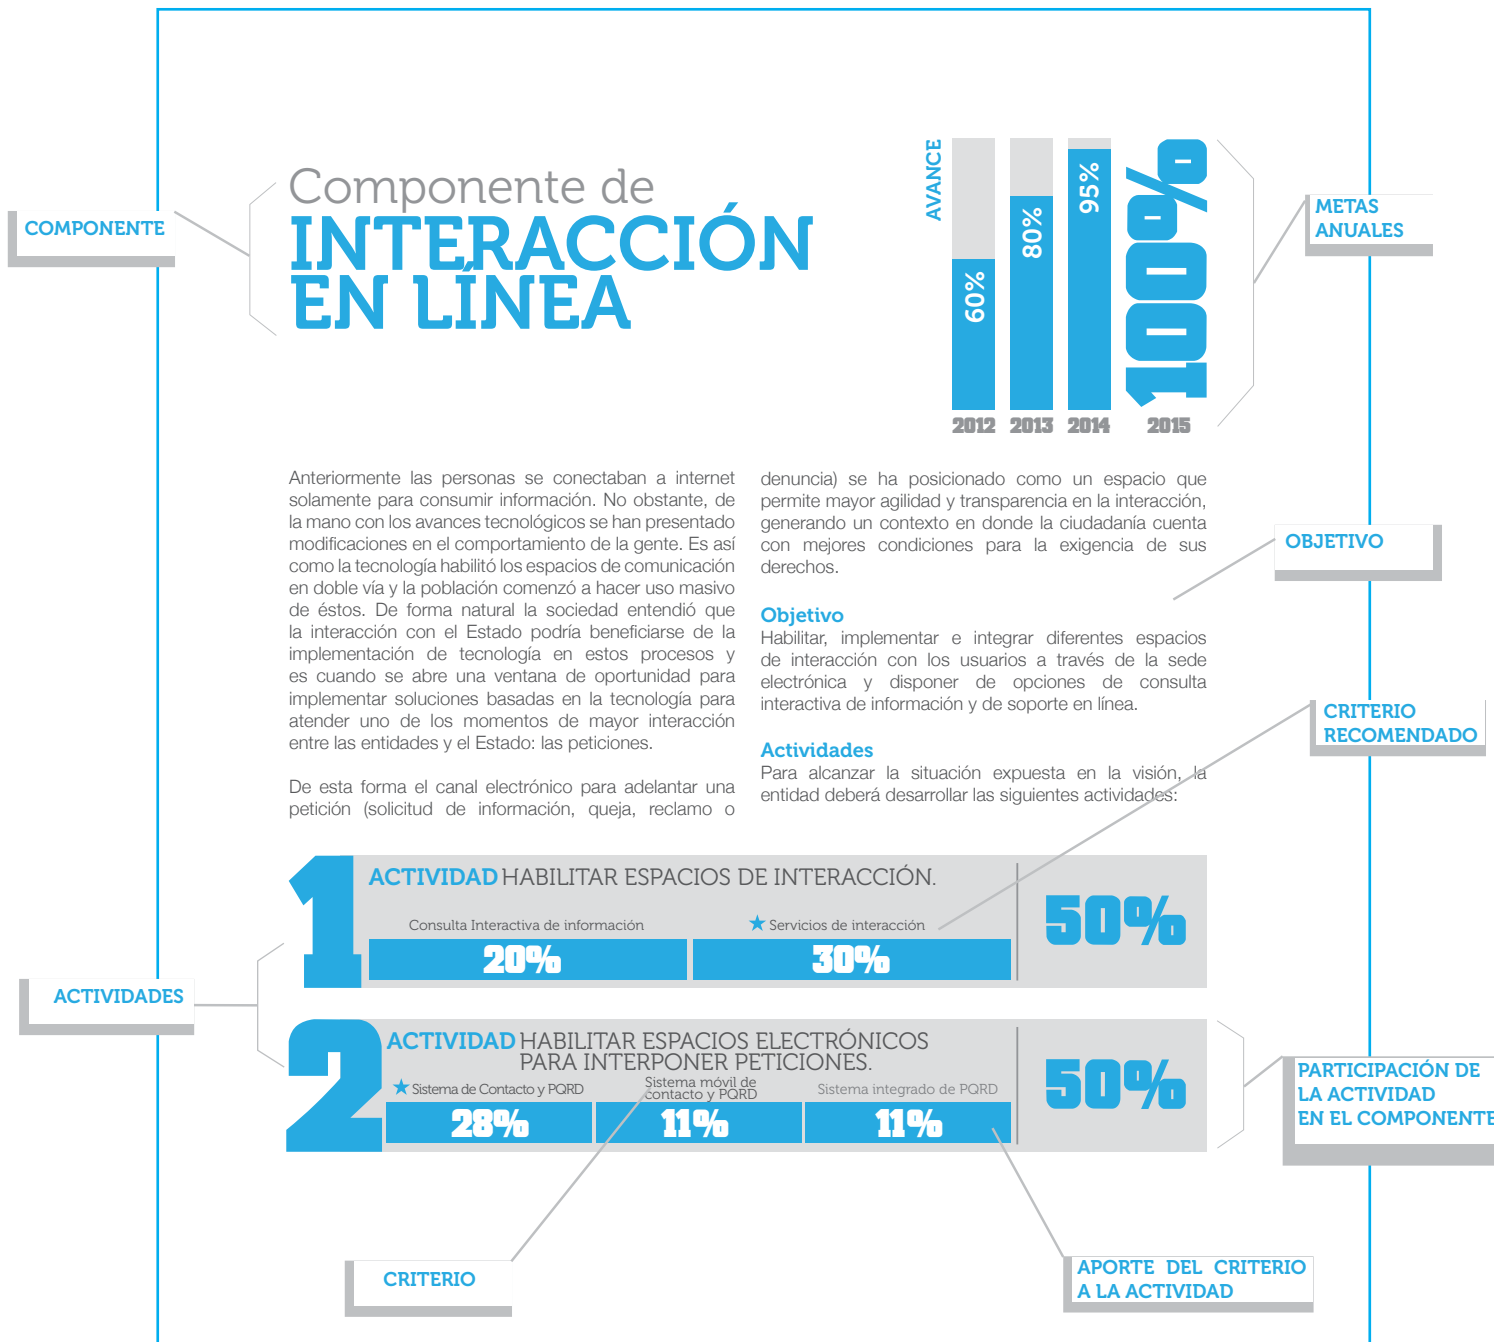 COMPONENTE
Componente de
INTERACCIÓN
EN LÍNEA
AVANCE
60%
80%
95%
100%
2012 2013 2014 2015
METAS
ANUALES
Anteriormente las personas se conectaban a internet
solamente para consumir información. No obstante, de
la mano con los avances tecnológicos se han presentado
modificaciones en el comportamiento de la gente. Es así
como la tecnología habilitó los espacios de comunicación
en doble vía y la población comenzó a hacer uso masivo
de éstos. De forma natural la sociedad entendió que
la interacción con el Estado podría beneficiarse de la
implementación de tecnología en estos procesos y
es cuando se abre una ventana de oportunidad para
implementar soluciones basadas en la tecnología para
atender uno de los momentos de mayor interacción
entre las entidades y el Estado: las peticiones.
De esta forma el canal electrónico para adelantar una
petición (solicitud de información, queja, reclamo o
denuncia) se ha posicionado como un espacio que
permite mayor agilidad y transparencia en la interacción,
generando un contexto en donde la ciudadanía cuenta
con mejores condiciones para la exigencia de sus
derechos.
Objetivo
Habilitar, implementar e integrar diferentes espacios
de interacción con los usuarios a través de la sede
electrónica y disponer de opciones de consulta
interactiva de información y de soporte en línea.
Actividades
Para alcanzar la situación expuesta en la visión, la
entidad deberá desarrollar las siguientes actividades:
OBJETIVO
CRITERIO
RECOMENDADO
1
ACTIVIDAD HABILITAR ESPACIOS DE INTERACCIÓN.
Consulta Interactiva de información
★ Servicios de interacción
20%
30%
50%
ACTIVIDADES
2
ACTIVIDAD HABILITAR ESPACIOS ELECTRÓNICOS
PARA INTERPONER PETICIONES.
★ Sistema de Contacto y PQRD
Sistema móvil de
contacto y PQRD
Sistema integrado de PQRD
28%
11%
11%
50%
PARTICIPACIÓN DE
LA ACTIVIDAD
EN EL COMPONENTE
CRITERIO
APORTE DEL CRITERIO
A LA ACTIVIDAD